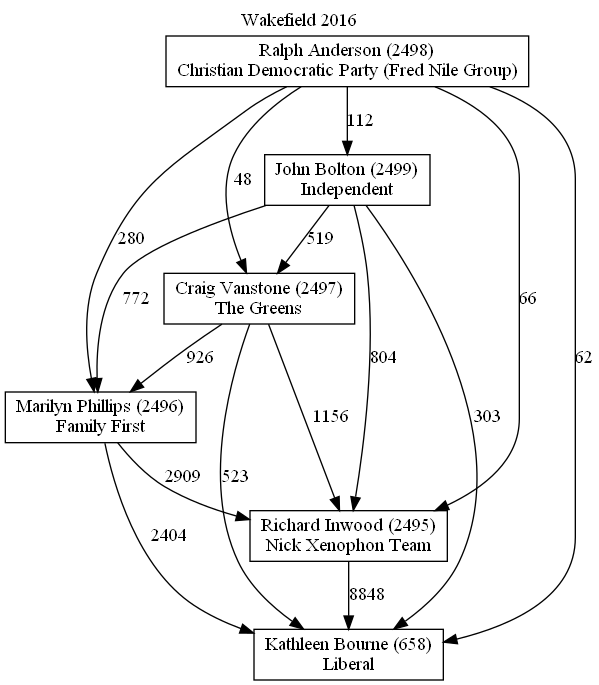 Wakefield 2016
Ralph Anderson (2498)
Christian Democratic Party (Fred Nile Group)
112
John Bolton (2499)
Independent
48
280
519
772
Craig Vanstone (2497)
The Greens
66
62
926
804
Marilyn Phillips (2496)
Family First
1156
303
2909
523
2404
Richard Inwood (2495)
Nick Xenophon Team
8848
Kathleen Bourne (658)
Liberal